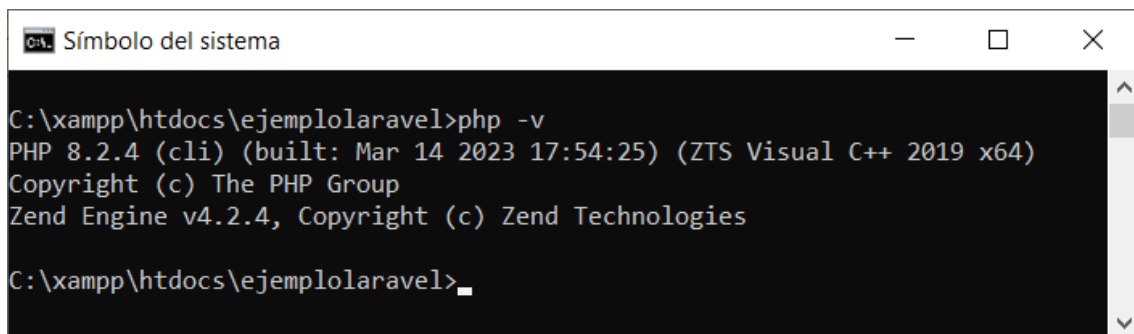 Símbolo del sistema
C:\xampp\htdocs\ejemplolaravel>php -v
PHP 8.2.4 (cli) (built: Mar 14 2023 17:54:25) (ZTS Visual C++ 2019 x64)
Copyright (c) The PHP Group
Zend Engine v4.2.4, Copyright (c) Zend Technologies
C:\xampp\htdocs\ejemplolaravel>